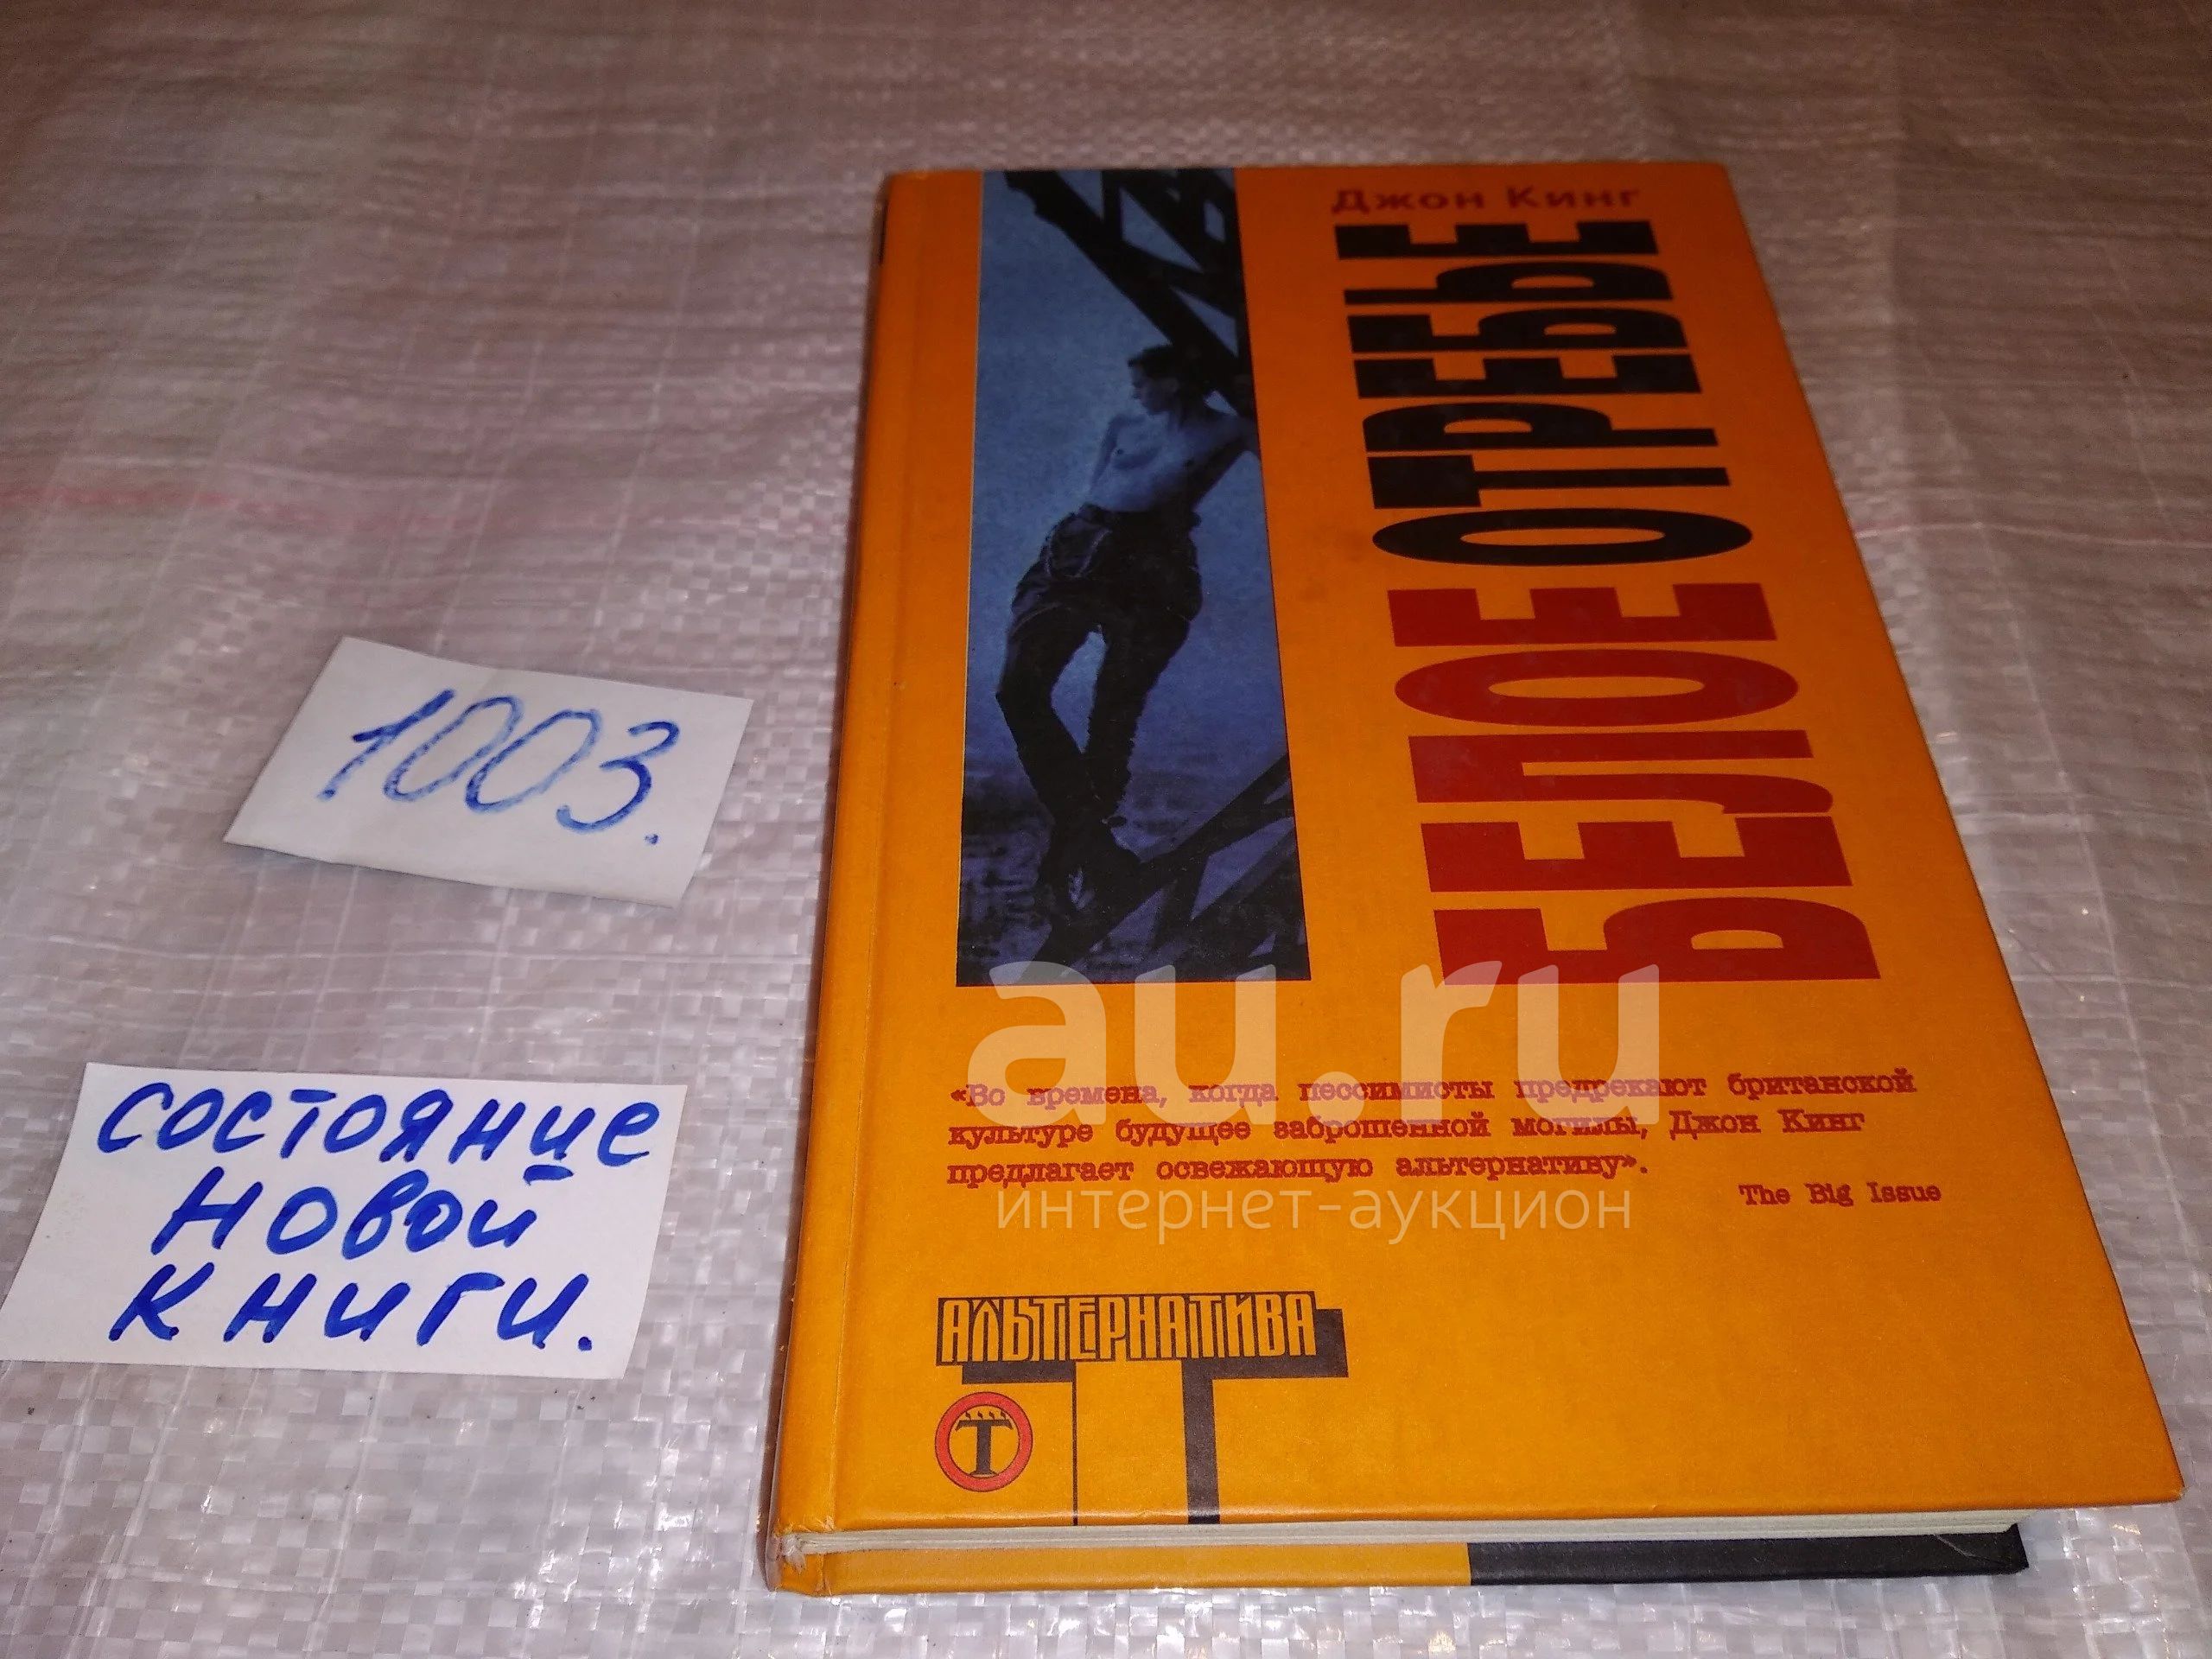 Джон Кинг
БЕЛОЕ ОТРЕБЬЕ
1003.
состояние
новой
книги.
au.ru
«Во времена, когда пессимисты предрекают британской
культуре будущее заброшенной могилы, Джон Кинг
предлагает освежающую альтернативу».
The Big Issue
интернет-аукцион
АЛЬТЕРНАТИВА
Т